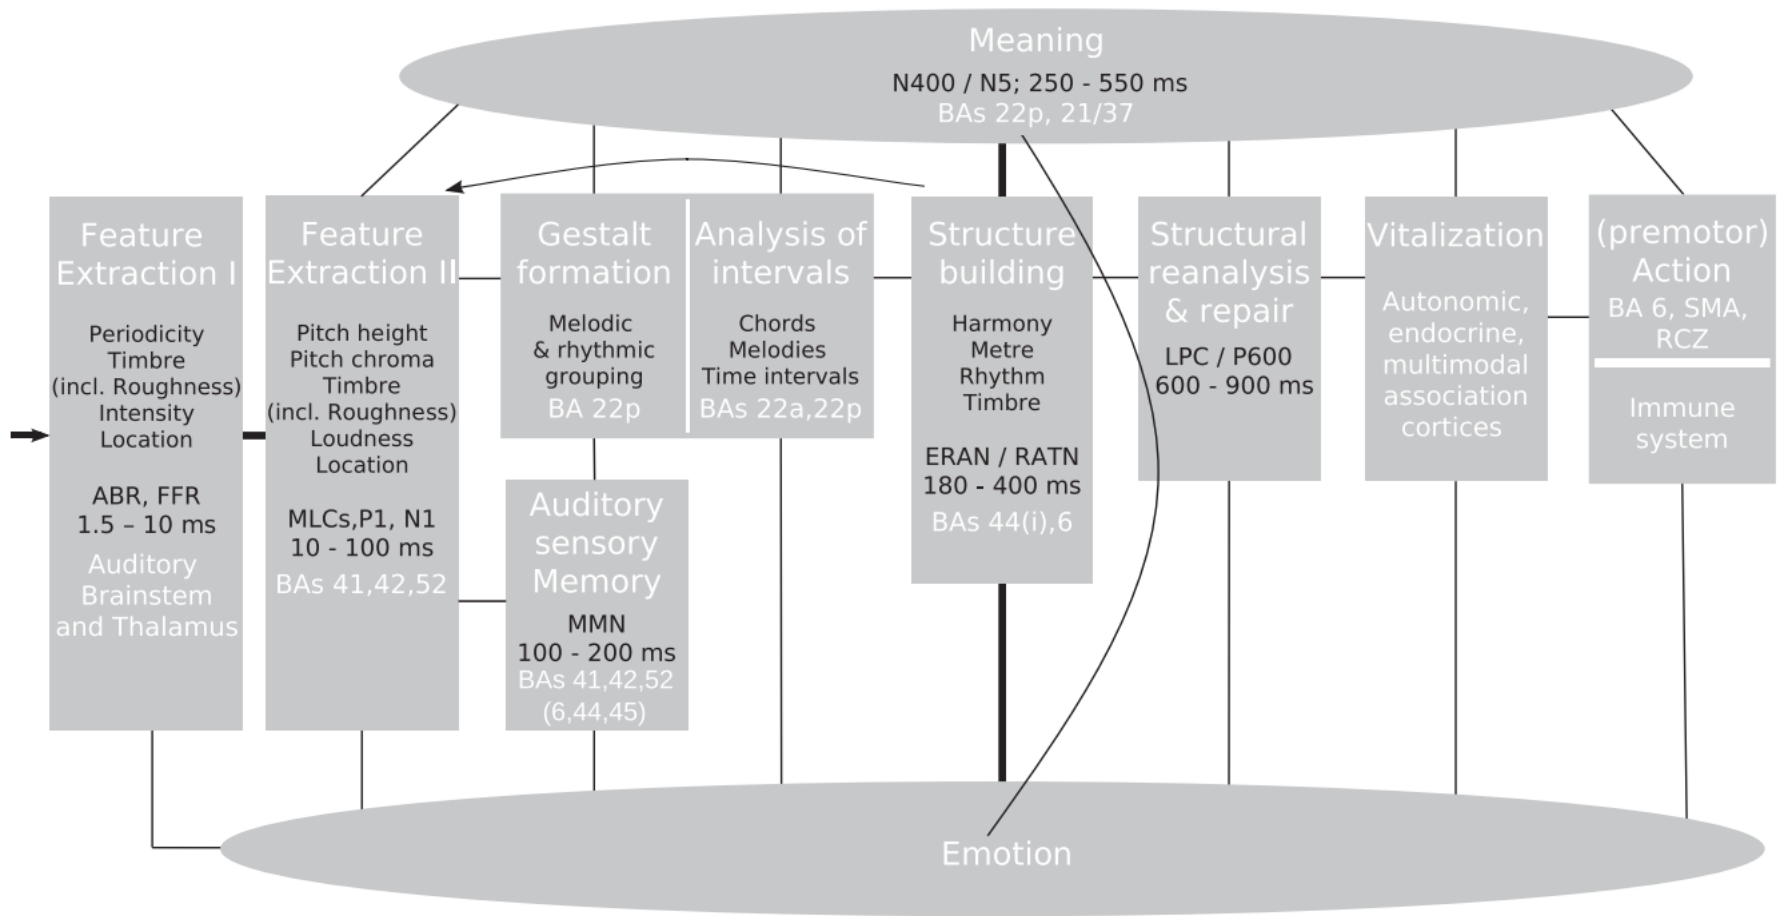 Meaning
N400 / N5; 250 - 550 ms
BAs 22p, 21/37
Feature
Extraction I
Periodicity
Timbre
(incl. Roughness)
Intensity
Location
ABR, FFR
1.5 – 10 ms
Auditory
Brainstem
and Thalamus
Feature
Extraction II
Pitch height
Pitch chroma
Timbre
(incl. Roughness)
Loudness
Location
MLCs,P1, N1
10 - 100 ms
BAs 41,42,52
Gestalt
formation
Melodic
& rhythmic
grouping
BA 22p
Analysis of
intervals
Chords
Melodies
Time intervals
BAs 22a,22p
Auditory
sensory
Memory
MMN
100 - 200 ms
BAs 41,42,52
(6,44,45)
Structure
building
Harmony
Metre
Rhythm
Timbre
ERAN / RATN
180 - 400 ms
BAs 44(i),6
Structural
reanalysis
& repair
LPC / P600
600 - 900 ms
Vitalization
Autonomic,
endocrine,
multimodal
association
cortices
(premotor)
Action
BA 6, SMA,
RCZ
Immune
system
Emotion